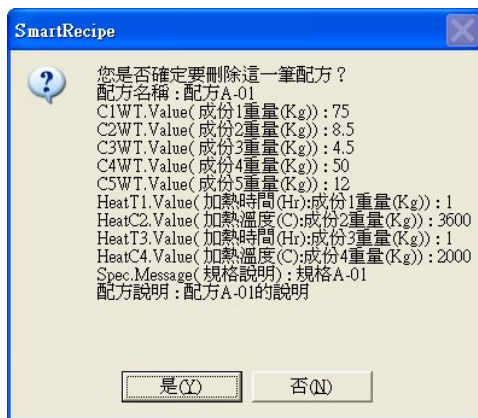 SmartRecipe
您是否確定要刪除這一筆配方？
配方名稱：配方A-01
C1WT.Value(成份1重量(Kg))：75
C2WT.Value(成份2重量(Kg))：8.5
C3WT.Value(成份3重量(Kg))：4.5
C4WT.Value(成份4重量(Kg))：50
C5WT.Value(成份5重量(Kg))：12
HeatT1.Value(加熱時間(Hr):成份1重量(Kg))：1
HeatC2.Value(加熱溫度(C):成份2重量(Kg))：3600
HeatT3.Value(加熱時間(Hr):成份3重量(Kg))：1
HeatC4.Value(加熱溫度(C):成份4重量(Kg))：2000
Spec.Message(規格說明)：規格A-01
配方說明：配方A-01的說明
是(Y) 否(N)